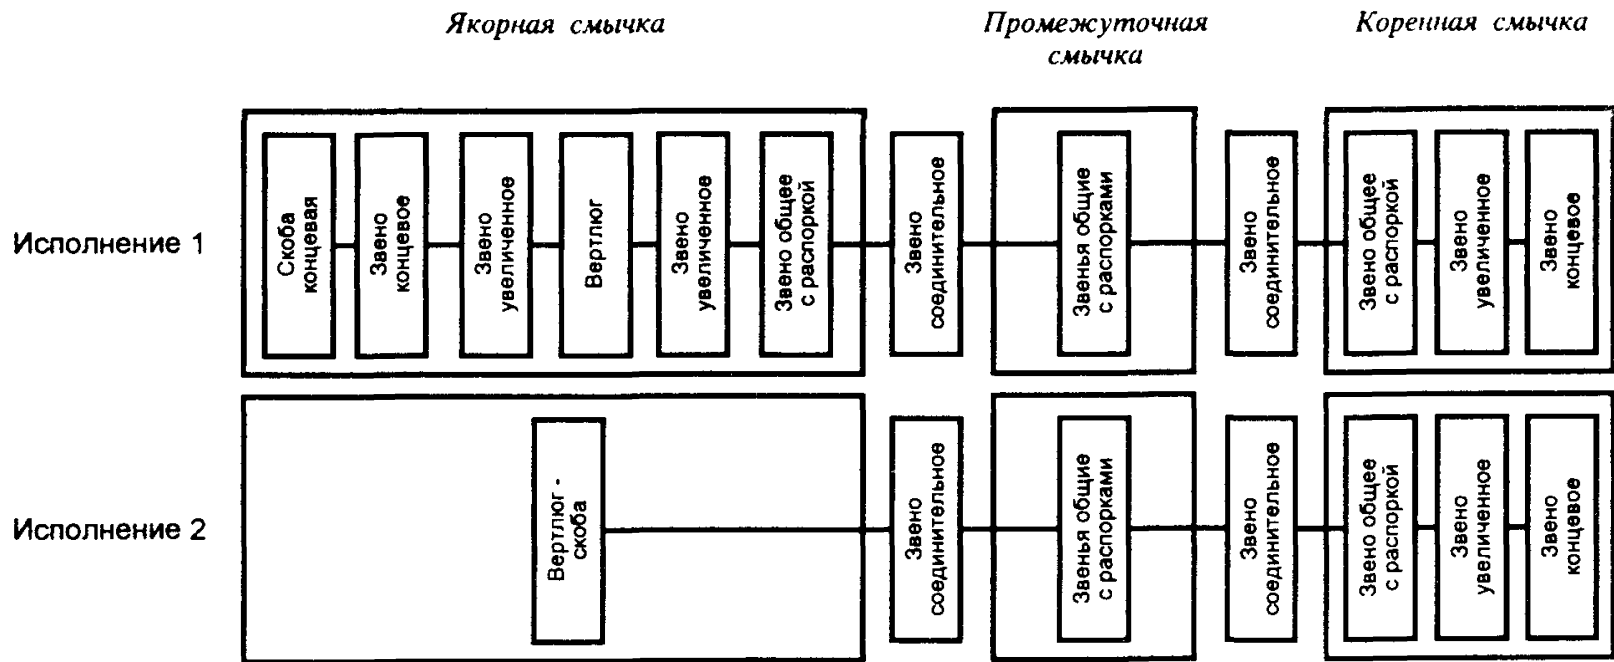 Якорная смычка
Промежуточная
смычка
Коренная смычка
Исполнение 1
Скоба
концевая
Звено
концевое
Звено
увеличенное
Вертлюг
Звено
увеличенное
Звено общее
с распоркой
Звено
соединительное
Звенья общие
с распорками
Звено
соединительное
Звено общее
с распоркой
Звено
увеличенное
Звено
концевое
Исполнение 2
Вертлюг -
скоба
Звено
соединительное
Звенья общие
с распорками
Звено
соединительное
Звено общее
с распоркой
Звено
увеличенное
Звено
концевое